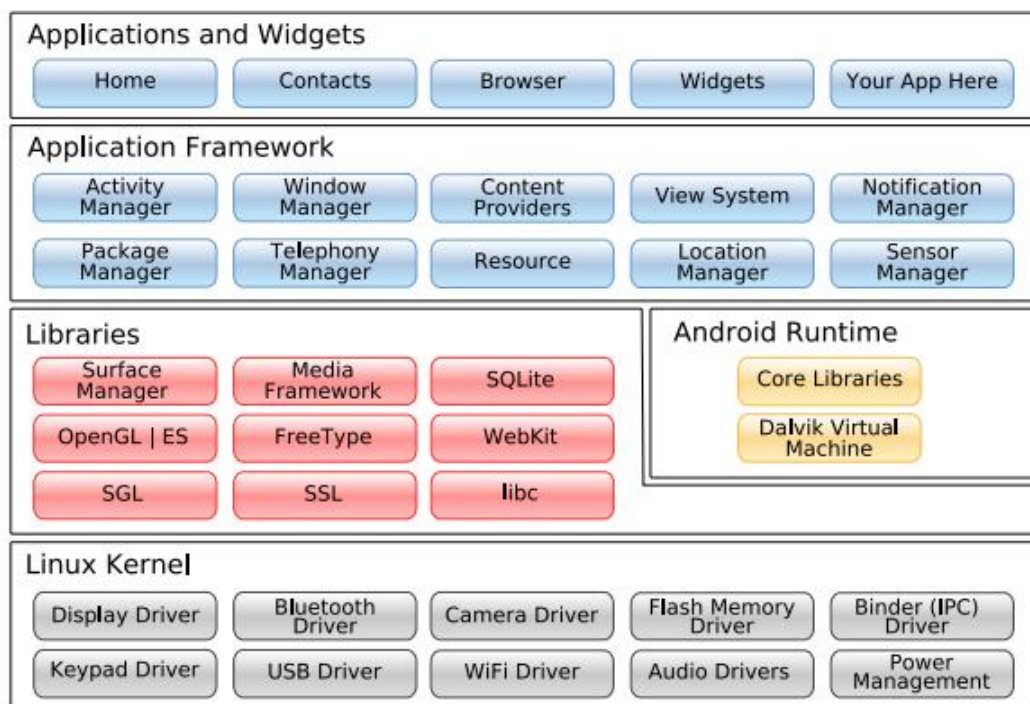 Applications and Widgets
Home
Contacts
Browser
Widgets
Your App Here
Application Framework
Activity
Manager
Window
Manager
Content
Providers
View System
Notification
Manager
Package
Manager
Telephony
Manager
Resource
Location
Manager
Sensor
Manager
Libraries
Surface
Manager
Media
Framework
SQLite
OpenGL | ES
FreeType
WebKit
SGL
SSL
libc
Android Runtime
Core Libraries
Dalvik Virtual
Machine
Linux Kernel
Display Driver
Bluetooth
Driver
Camera Driver
Flash Memory
Driver
Binder (IPC)
Driver
Keypad Driver
USB Driver
WiFi Driver
Audio Drivers
Power
Management